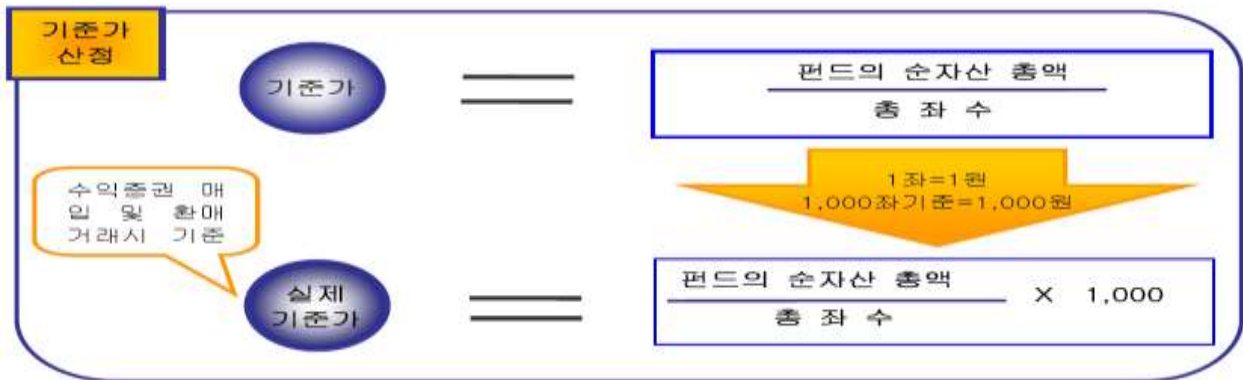 기준가
산정
기준가
펀드의 순자산 총액
총 좌 수
1좌=1원
1,000좌기준=1,000원
수익증권 매
입 및 환매
거래시 기준
실제
기준가
펀드의 순자산 총액
총 좌 수
X 1,000